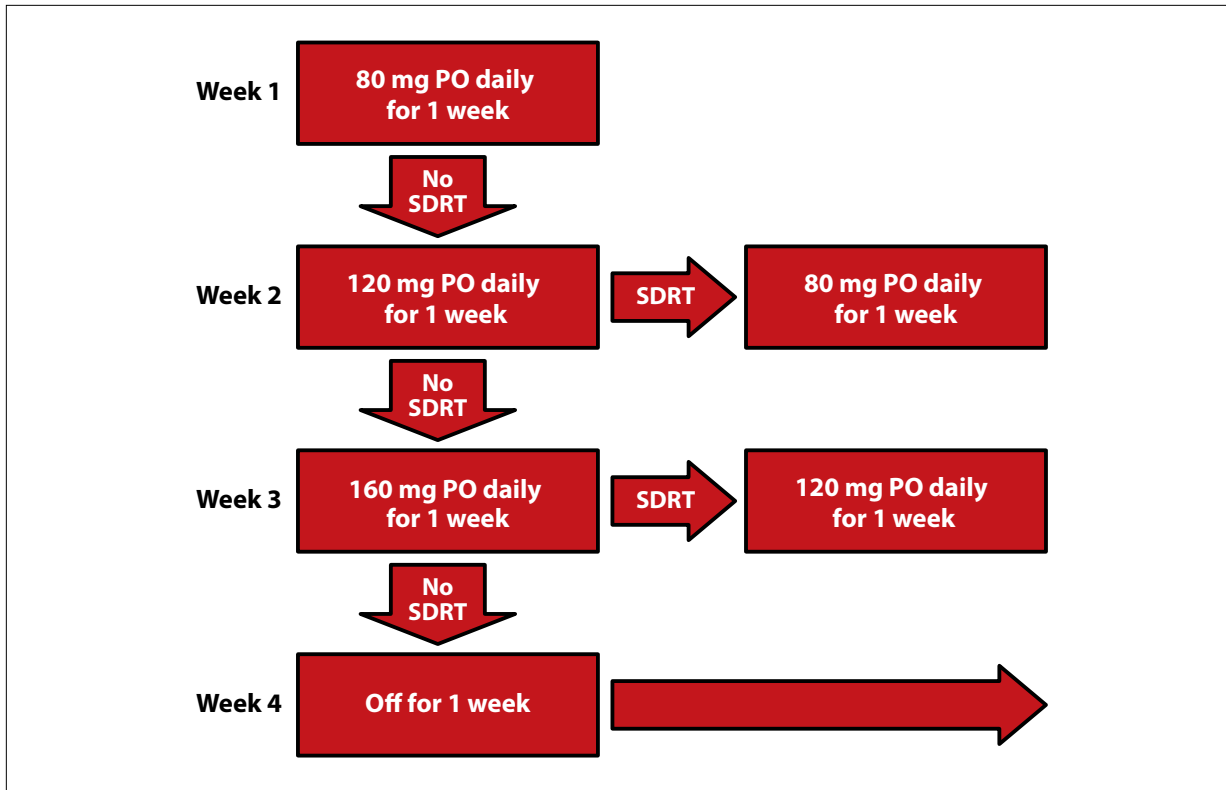 Week 1
80 mg PO daily
for 1 week
No
SDRT
Week 2
120 mg PO daily
for 1 week
SDRT
80 mg PO daily
for 1 week
No
SDRT
Week 3
160 mg PO daily
for 1 week
SDRT
120 mg PO daily
for 1 week
No
SDRT
Week 4
Off for 1 week